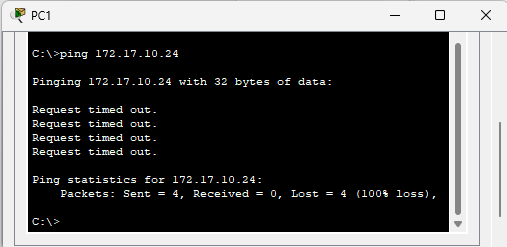 PC1
C:\>ping 172.17.10.24
Pinging 172.17.10.24 with 32 bytes of data:
Request timed out.
Request timed out.
Request timed out.
Request timed out.
Ping statistics for 172.17.10.24:
    Packets: Sent = 4, Received = 0, Lost = 4 (100% loss),
C:\>